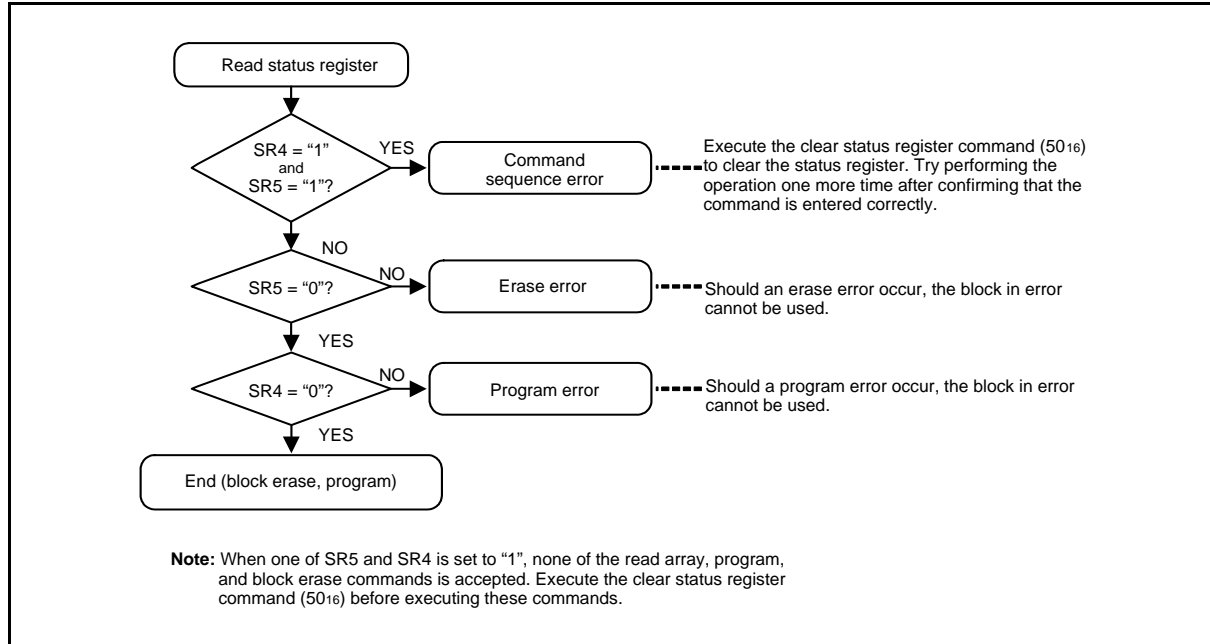 Read status register
SR4 = “1”
and
SR5 = “1”?
YES
Command
sequence error
Execute the clear status register command (5016)
to clear the status register. Try performing the
operation one more time after confirming that the
command is entered correctly.
NO
SR5 = “0”?
NO
Erase error
Should an erase error occur, the block in error
cannot be used.
YES
SR4 = “0”?
NO
Program error
Should a program error occur, the block in error
cannot be used.
YES
End (block erase, program)
Note: When one of SR5 and SR4 is set to “1”, none of the read array, program,
and block erase commands is accepted. Execute the clear status register
command (5016) before executing these commands.